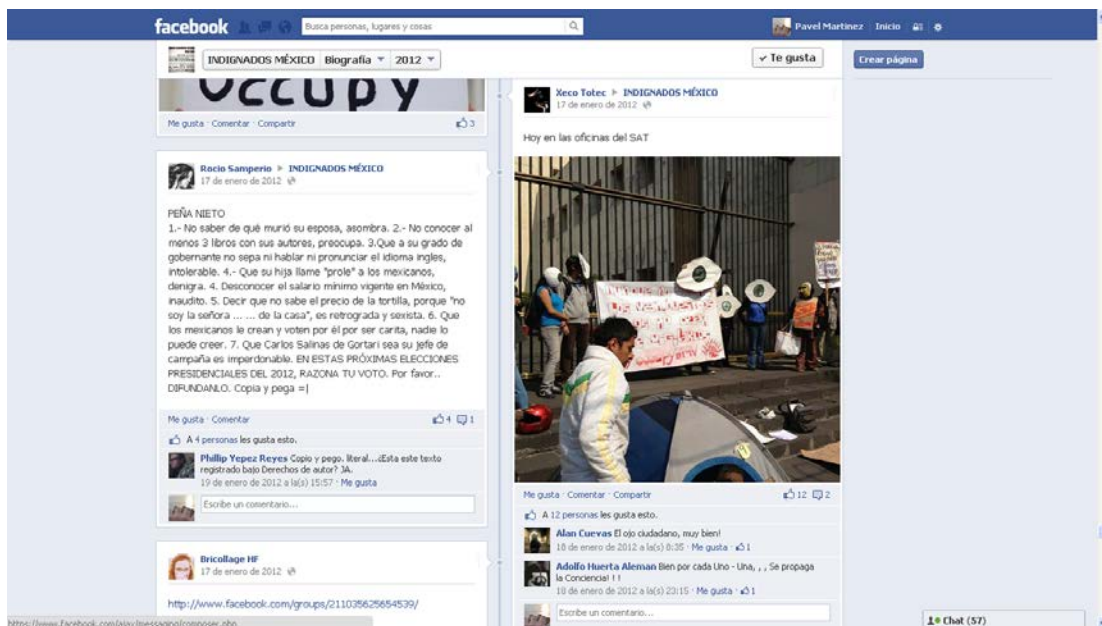 facebook
Busca personas, lugares y cosas
Pavel Martinez Inicio
INDIGNADOS MÉXICO Biografía 2012
Te gusta
Crear página
OCCUPY
Me gusta · Comentar · Compartir 3
Rocio Samperio ▸ INDIGNADOS MÉXICO
17 de enero de 2012
PEÑA NIETO
1.- No saber de qué murió su esposa, asombra. 2.- No conocer al
menos 3 libros con sus autores, preocupa. 3.Que a su grado de
gobernante no sepa ni hablar ni pronunciar el idioma ingles,
intolerable. 4.- Que su hija llame "prole" a los mexicanos,
denigra. 4. Desconocer el salario mínimo vigente en México,
inaudito. 5. Decir que no sabe el precio de la tortilla, porque "no
soy la señora ... ... de la casa", es retrograda y sexista. 6. Que
los mexicanos le crean y voten por él por ser carita, nadie lo
puede creer. 7. Que Carlos Salinas de Gortari sea su jefe de
campaña es imperdonable. EN ESTAS PRÓXIMAS ELECCIONES
PRESIDENCIALES DEL 2012, RAZONA TU VOTO. Por favor..
DIFUNDANLO. Copia y pega =|
Me gusta · Comentar 4 1
A 4 personas les gusta esto.
Phillip Yepez Reyes Copio y pego. literal...¿Esta este texto
registrado bajo Derechos de autor? JA.
19 de enero de 2012 a la(s) 15:57 · Me gusta
Escribe un comentario...
Bricollage HF
17 de enero de 2012
http://www.facebook.com/groups/211035625654539/
https://www.facebook.com/ajax/messaging/composer.php
Xeco Totec ▸ INDIGNADOS MÉXICO
17 de enero de 2012
Hoy en las oficinas del SAT
Me gusta · Comentar · Compartir 12 2
A 12 personas les gusta esto.
Alan Cuevas El ojo ciudadano, muy bien!
18 de enero de 2012 a la(s) 8:35 · Me gusta · 1
Adolfo Huerta Aleman Bien por cada Uno - Una, , , Se propaga
la Conciencia! ! !
18 de enero de 2012 a la(s) 23:15 · Me gusta · 1
Escribe un comentario...
Chat (57)